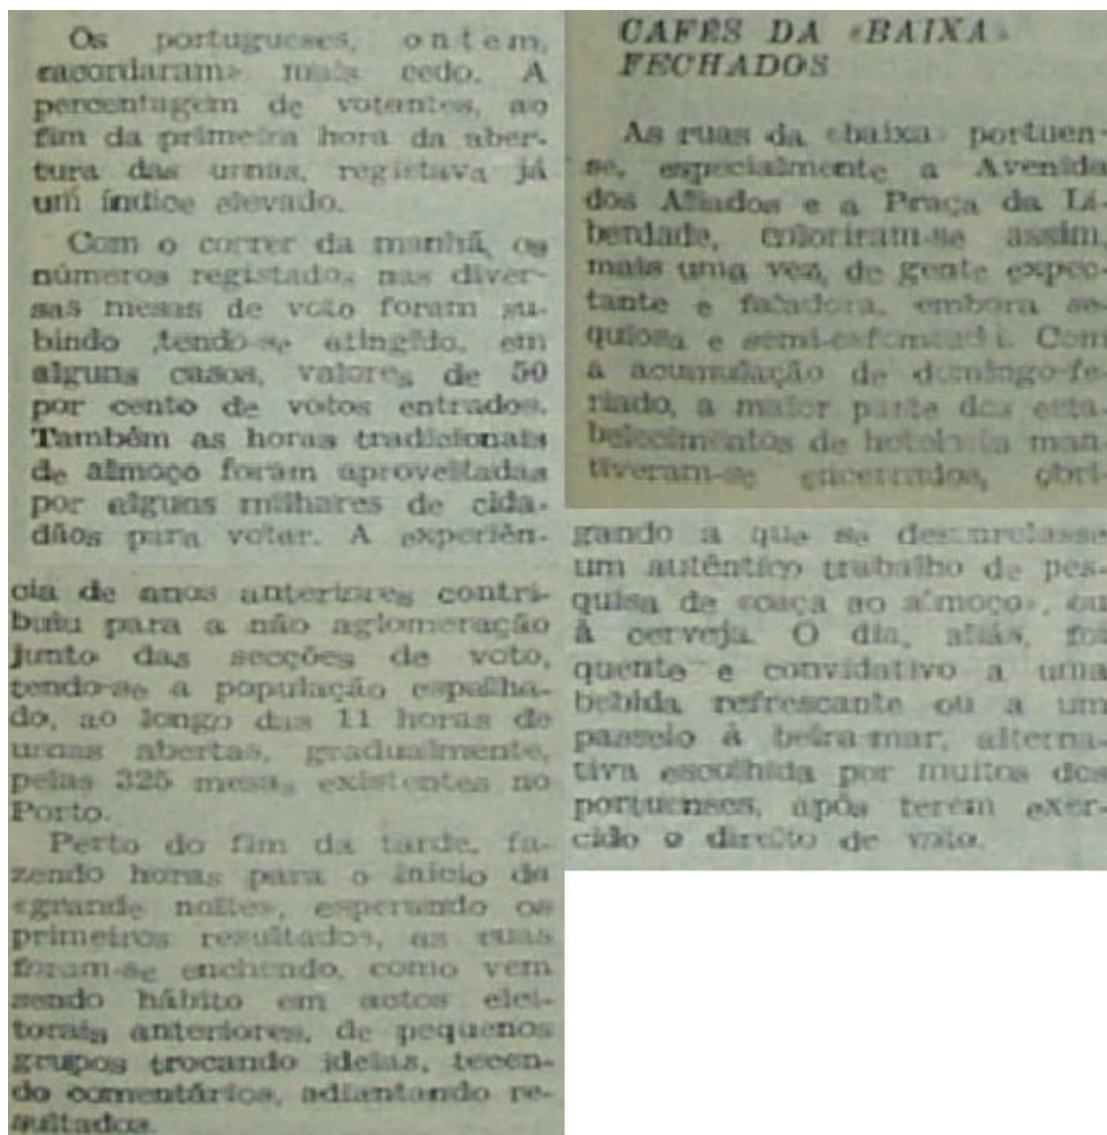 Os portugueses, ontem,
«acordaram» mais cedo. A
percentagem de votantes, ao
fim da primeira hora da aber-
tura das urnas, registava já
um índice elevado.
Com o correr da manhã, os
números registados nas diver-
sas mesas de voto foram su-
bindo ,tendo-se atingido, em
alguns casos, valores de 50
por cento de votos entrados.
Também as horas tradicionais
de almoço foram aproveitadas
por alguns milhares de cida-
dãos para votar. A experiên-
cia de anos anteriores contri-
buiu para a não aglomeração
junto das secções de voto,
tendo-se a população espalha-
do, ao longo das 11 horas de
urnas abertas, gradualmente,
pelas 325 mesas existentes no
Porto.
Perto do fim da tarde, fa-
zendo horas para o início da
«grande noite», esperando os
primeiros resultados, as ruas
foram-se enchendo, como vem
sendo hábito em actos elei-
torais anteriores, de pequenos
grupos trocando ideias, tecen-
do comentários, adiantando re-
sultados.
CAFÉS DA «BAIXA»
FECHADOS
As ruas da «baixa» portuen-
se, especialmente a Avenida
dos Aliados e a Praça da Li-
berdade, coloriram-se assim,
mais uma vez, de gente expec-
tante e faladora, embora se-
quiosa e semi-esfomeada. Com
a acumulação de domingo-fe-
riado, a maior parte dos esta-
belecimentos de hotelaria man-
tiveram-se encerrados, obri-
gando a que se desenrolasse
um autêntico trabalho de pes-
quisa de «caça ao almoço», ou
à cerveja. O dia, aliás, foi
quente e convidativo a uma
bebida refrescante ou a um
passeio à beira-mar, alterna-
tiva escolhida por muitos dos
portuenses, após terem exer-
cido o direito de voto.